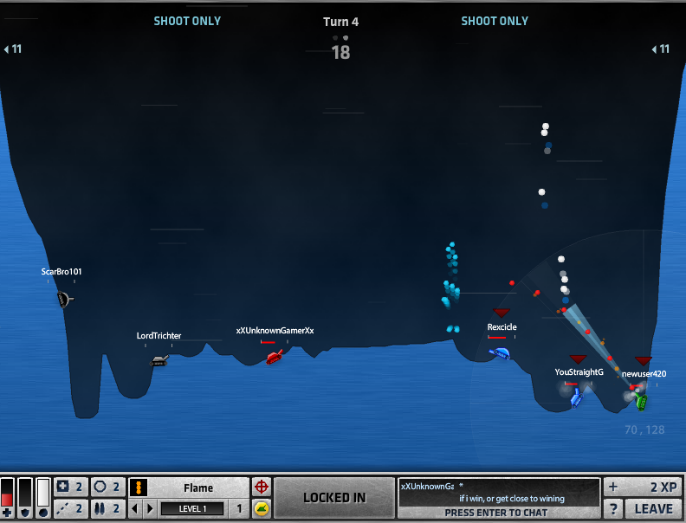 SHOOT ONLY
Turn 4
SHOOT ONLY
11
18
11
ScarBro101
LordTrichter
xXUnknownGamerXx
Rexcicle
YouStraightG
newuser420
70, 128
2
2
Flame
LOCKED IN
xXUnknownGa *
+
2 XP
if i win, or get close to wining
2
2
LEVEL 1
1
PRESS ENTER TO CHAT
?
LEAVE